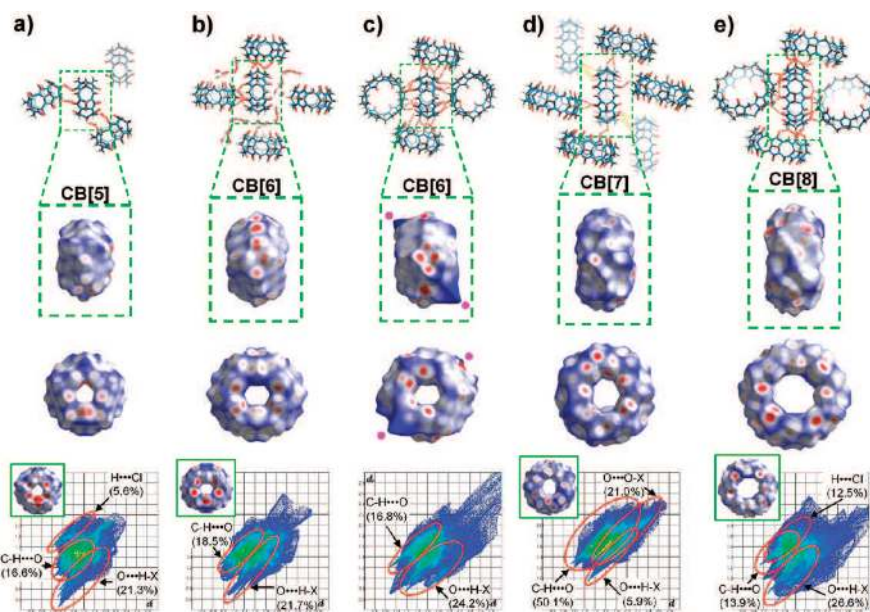 a)
b)
c)
d)
e)
CB[5]
CB[6]
CB[6]
CB[7]
CB[8]
H•••Cl
(5,6%)
C-H•••O
(16.6%)
O•••H-X
(21.3%)
C-H•••O
(18.5%)
O•••H-X
(21.7%)
C-H•••O
(16.8%)
O•••H-X
(24.2%)
O•••O-X
(21.0%)
C-H•••O
(50.1%)
O•••H-X
(5.9%)
H•••Cl
(12.5%)
C-H•••O
(13.9%)
O•••H-X
(26.6%)